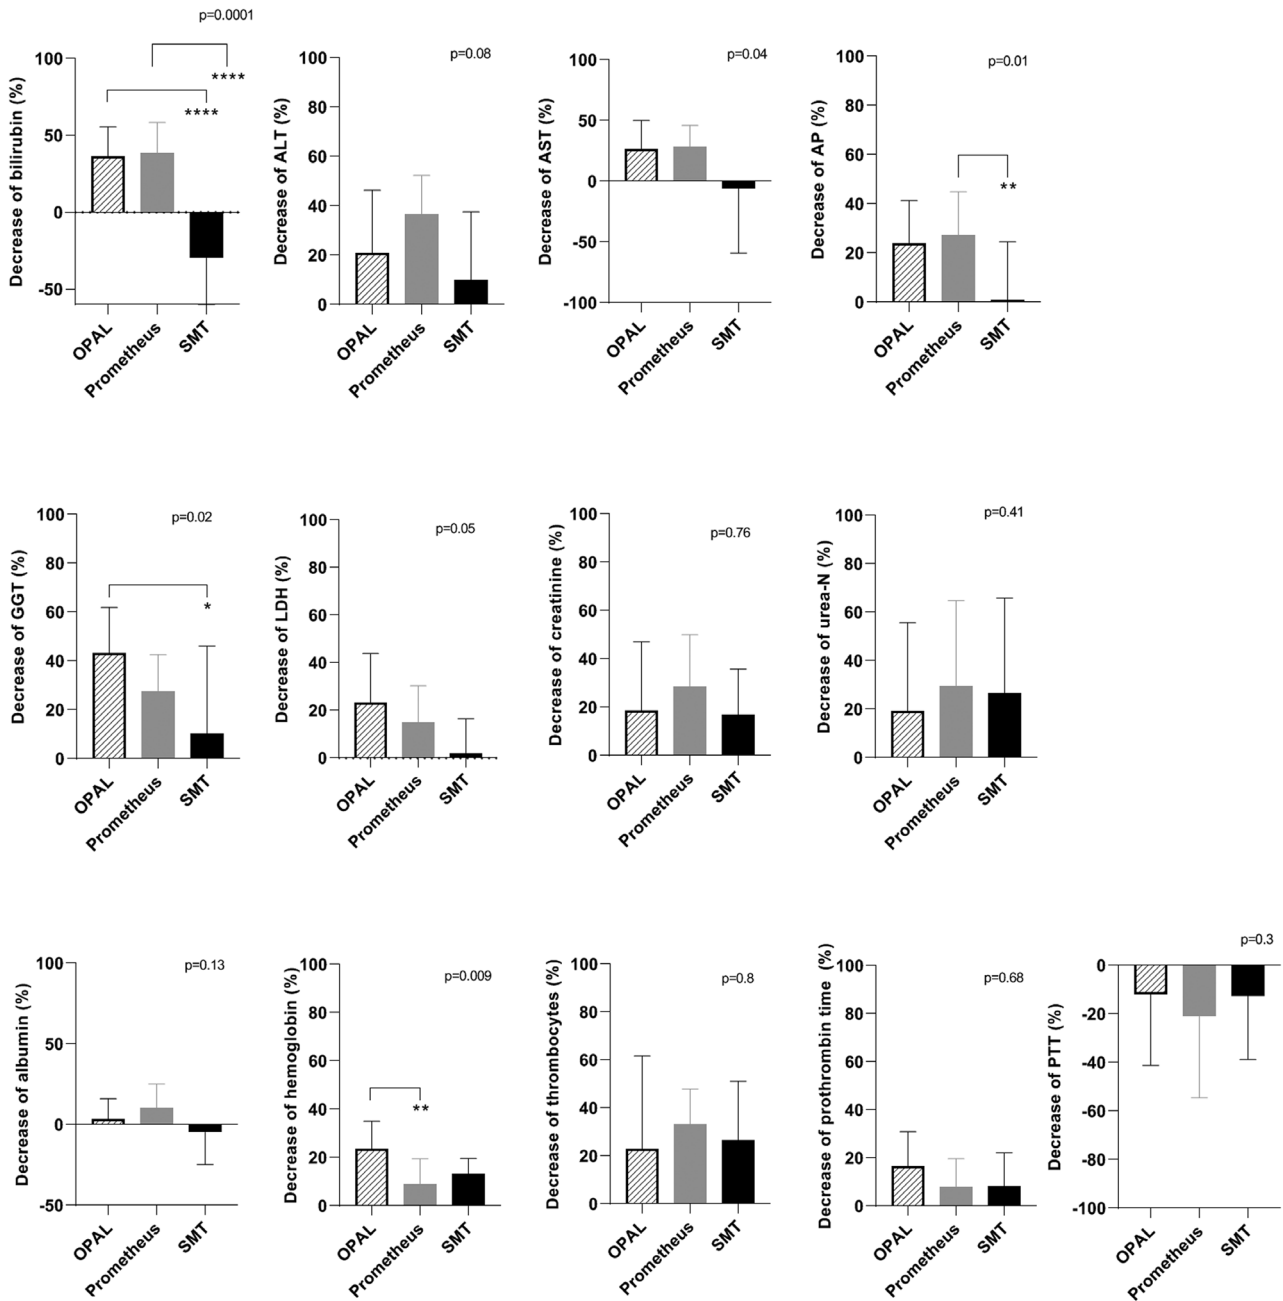 p=0.0001
Decrease of bilirubin (%)
100
50
0
-50
****
****
OPAL
Prometheus
SMT
p=0.08
Decrease of ALT (%)
100
80
60
40
20
0
OPAL
Prometheus
SMT
p=0.04
Decrease of AST (%)
100
50
0
-50
-100
OPAL
Prometheus
SMT
p=0.01
Decrease of AP (%)
100
80
60
40
20
0
**
OPAL
Prometheus
SMT
p=0.02
Decrease of GGT (%)
100
80
60
40
20
0
*
OPAL
Prometheus
SMT
p=0.05
Decrease of LDH (%)
100
80
60
40
20
0
OPAL
Prometheus
SMT
p=0.76
Decrease of creatinine (%)
100
80
60
40
20
0
OPAL
Prometheus
SMT
p=0.41
Decrease of urea-N (%)
100
80
60
40
20
0
OPAL
Prometheus
SMT
p=0.13
Decrease of albumin (%)
100
50
0
-50
OPAL
Prometheus
SMT
p=0.009
Decrease of hemoglobin (%)
100
80
60
40
20
0
**
OPAL
Prometheus
SMT
p=0.8
Decrease of thrombocytes (%)
100
80
60
40
20
0
OPAL
Prometheus
SMT
p=0.68
Decrease of prothrombin time (%)
100
80
60
40
20
0
OPAL
Prometheus
SMT
p=0.3
Decrease of PTT (%)
0
-20
-40
-60
-80
-100
OPAL
Prometheus
SMT